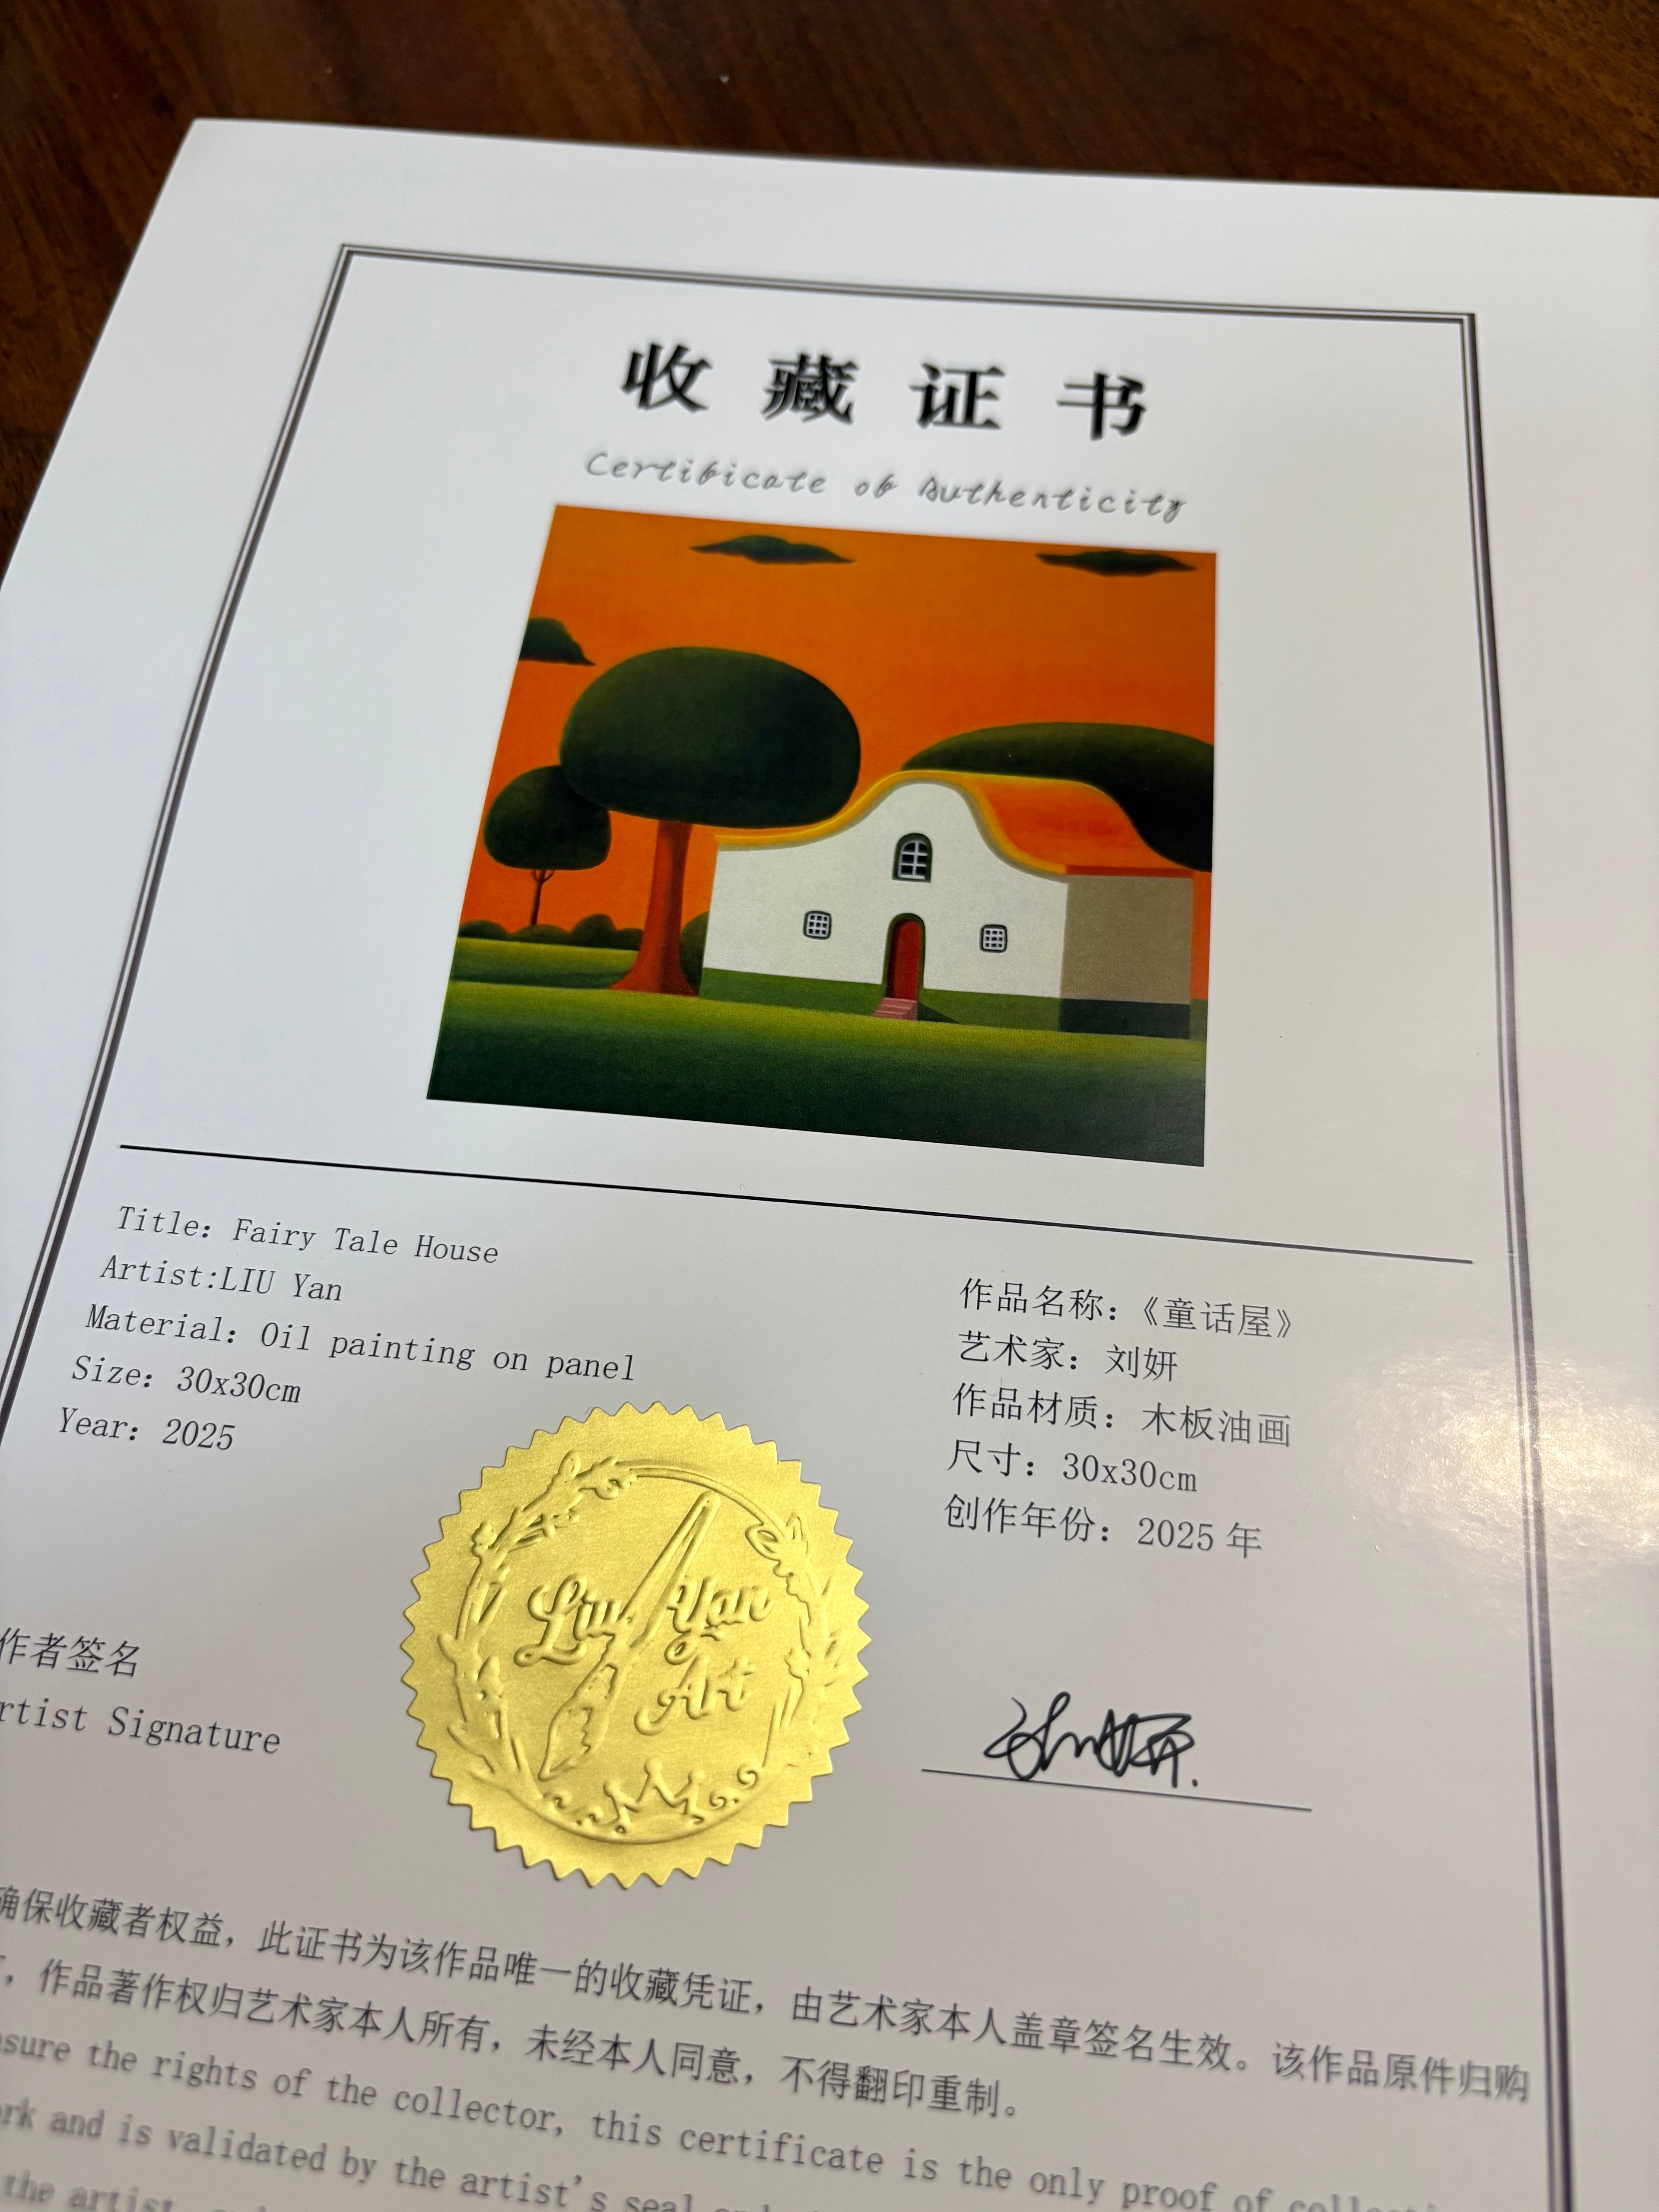 收藏证书
Certificate of Authenticity
Title: Fairy Tale House
Artist:LIU Yan
Material: Oil painting on panel
Size: 30x30cm
Year: 2025
作品名称:《童话屋》
艺术家: 刘妍
作品材质: 木板油画
尺寸: 30x30cm
创作年份: 2025 年
Liu Yan
Art
作者签名
rtist Signature
刘妍.
确保收藏者权益，此证书为该作品唯一的收藏凭证，由艺术家本人盖章签名生效。该作品原件归购
，作品著作权归艺术家本人所有，未经本人同意，不得翻印重制。
nsure the rights of the collector, this certificate is the only proof of
ork and is validated by the artist's seal
the artist,